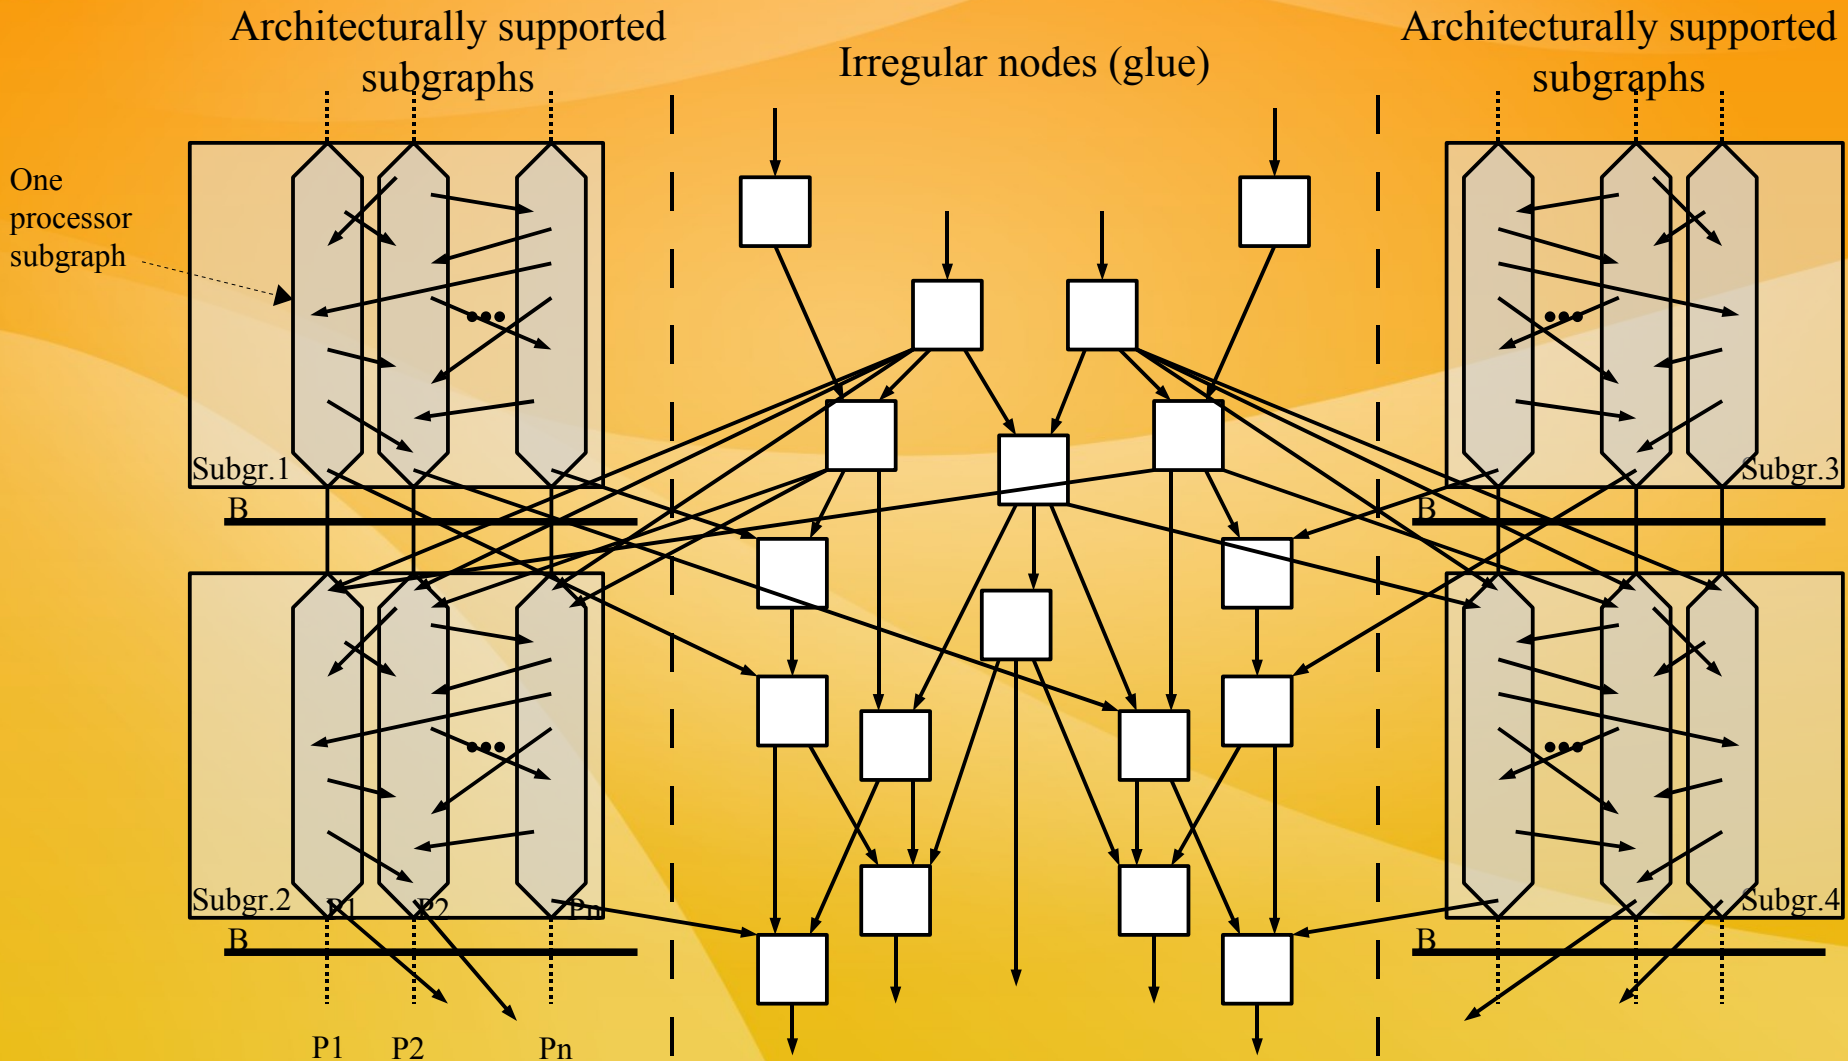 Architecturally supported
subgraphs
Irregular nodes (glue)
Architecturally supported
subgraphs
One
processor
subgraph
Subgr.1
B
Subgr.3
B
Subgr.2
P1
P2
Pn
B
Subgr.4
B
P1
P2
Pn